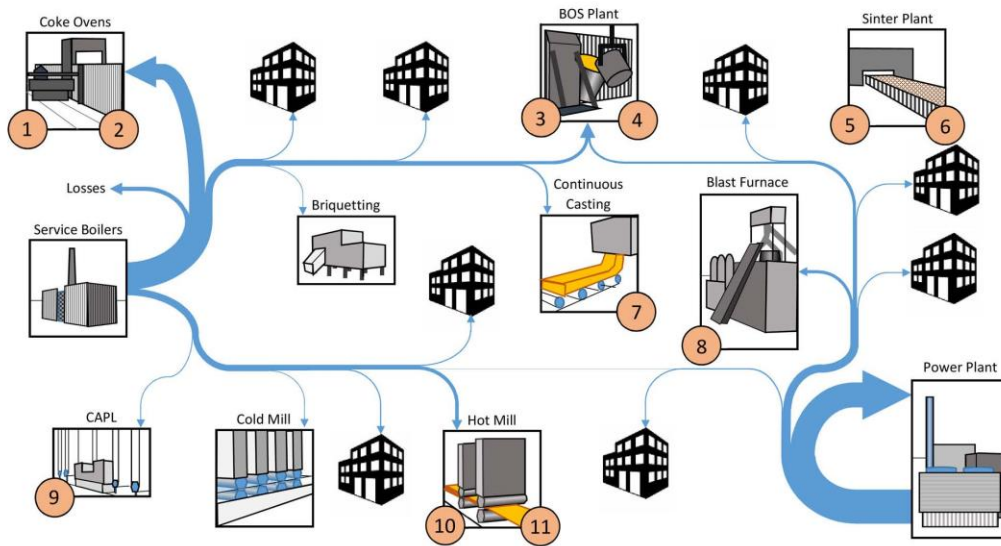 Coke Ovens
BOS Plant
Sinter Plant
1
2
3
4
5
6
Losses
Service Boilers
Briquetting
Continuous
Casting
Blast Furnace
7
8
Power Plant
CAPL
Cold Mill
Hot Mill
9
10
11